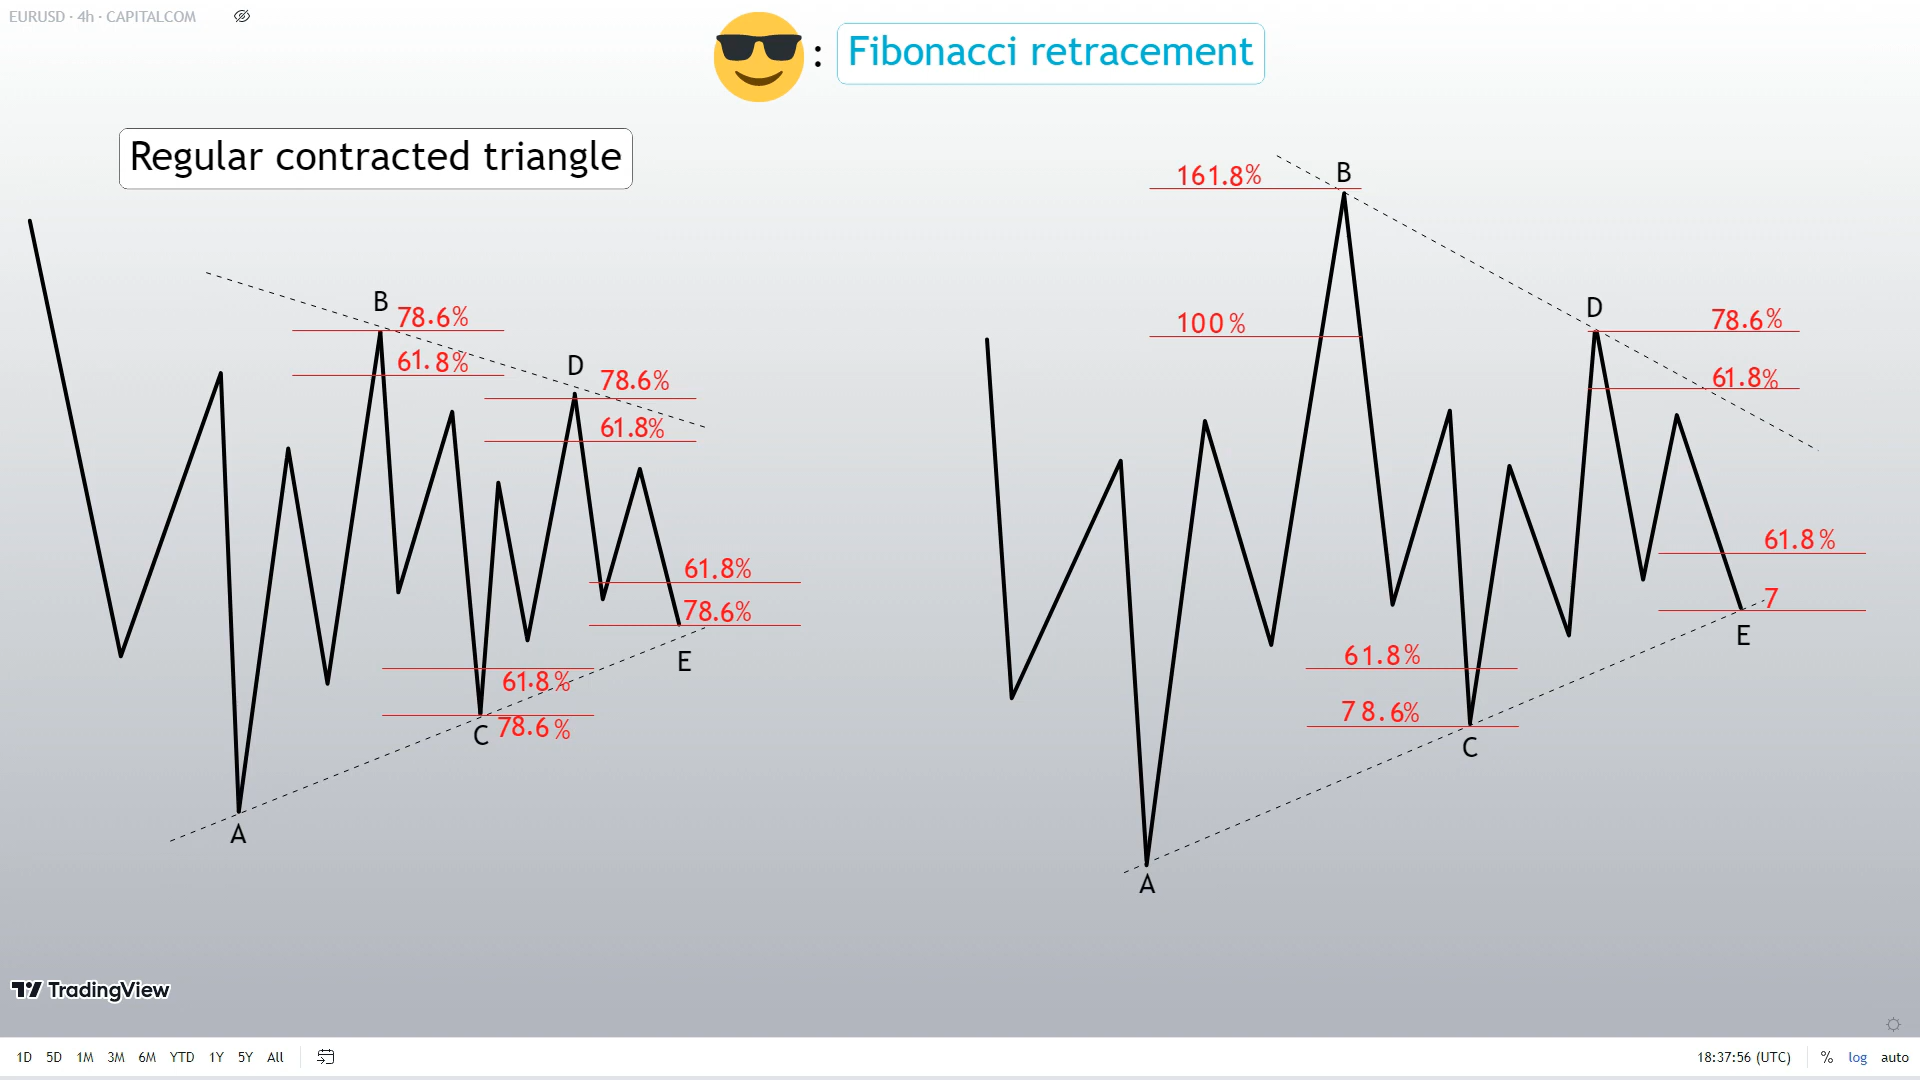 EURUSD · 4h · CAPITALCOM
: Fibonacci retracement
Regular contracted triangle
B
78.6%
61.8%
D
78.6%
61.8%
61.8%
78.6%
E
61.8%
C 78.6%
A
161.8%
B
100%
D
78.6%
61.8%
61.8%
7
E
61.8%
78.6%
C
A
TradingView
1D 5D 1M 3M 6M YTD 1Y 5Y All
18:37:56 (UTC) % log auto